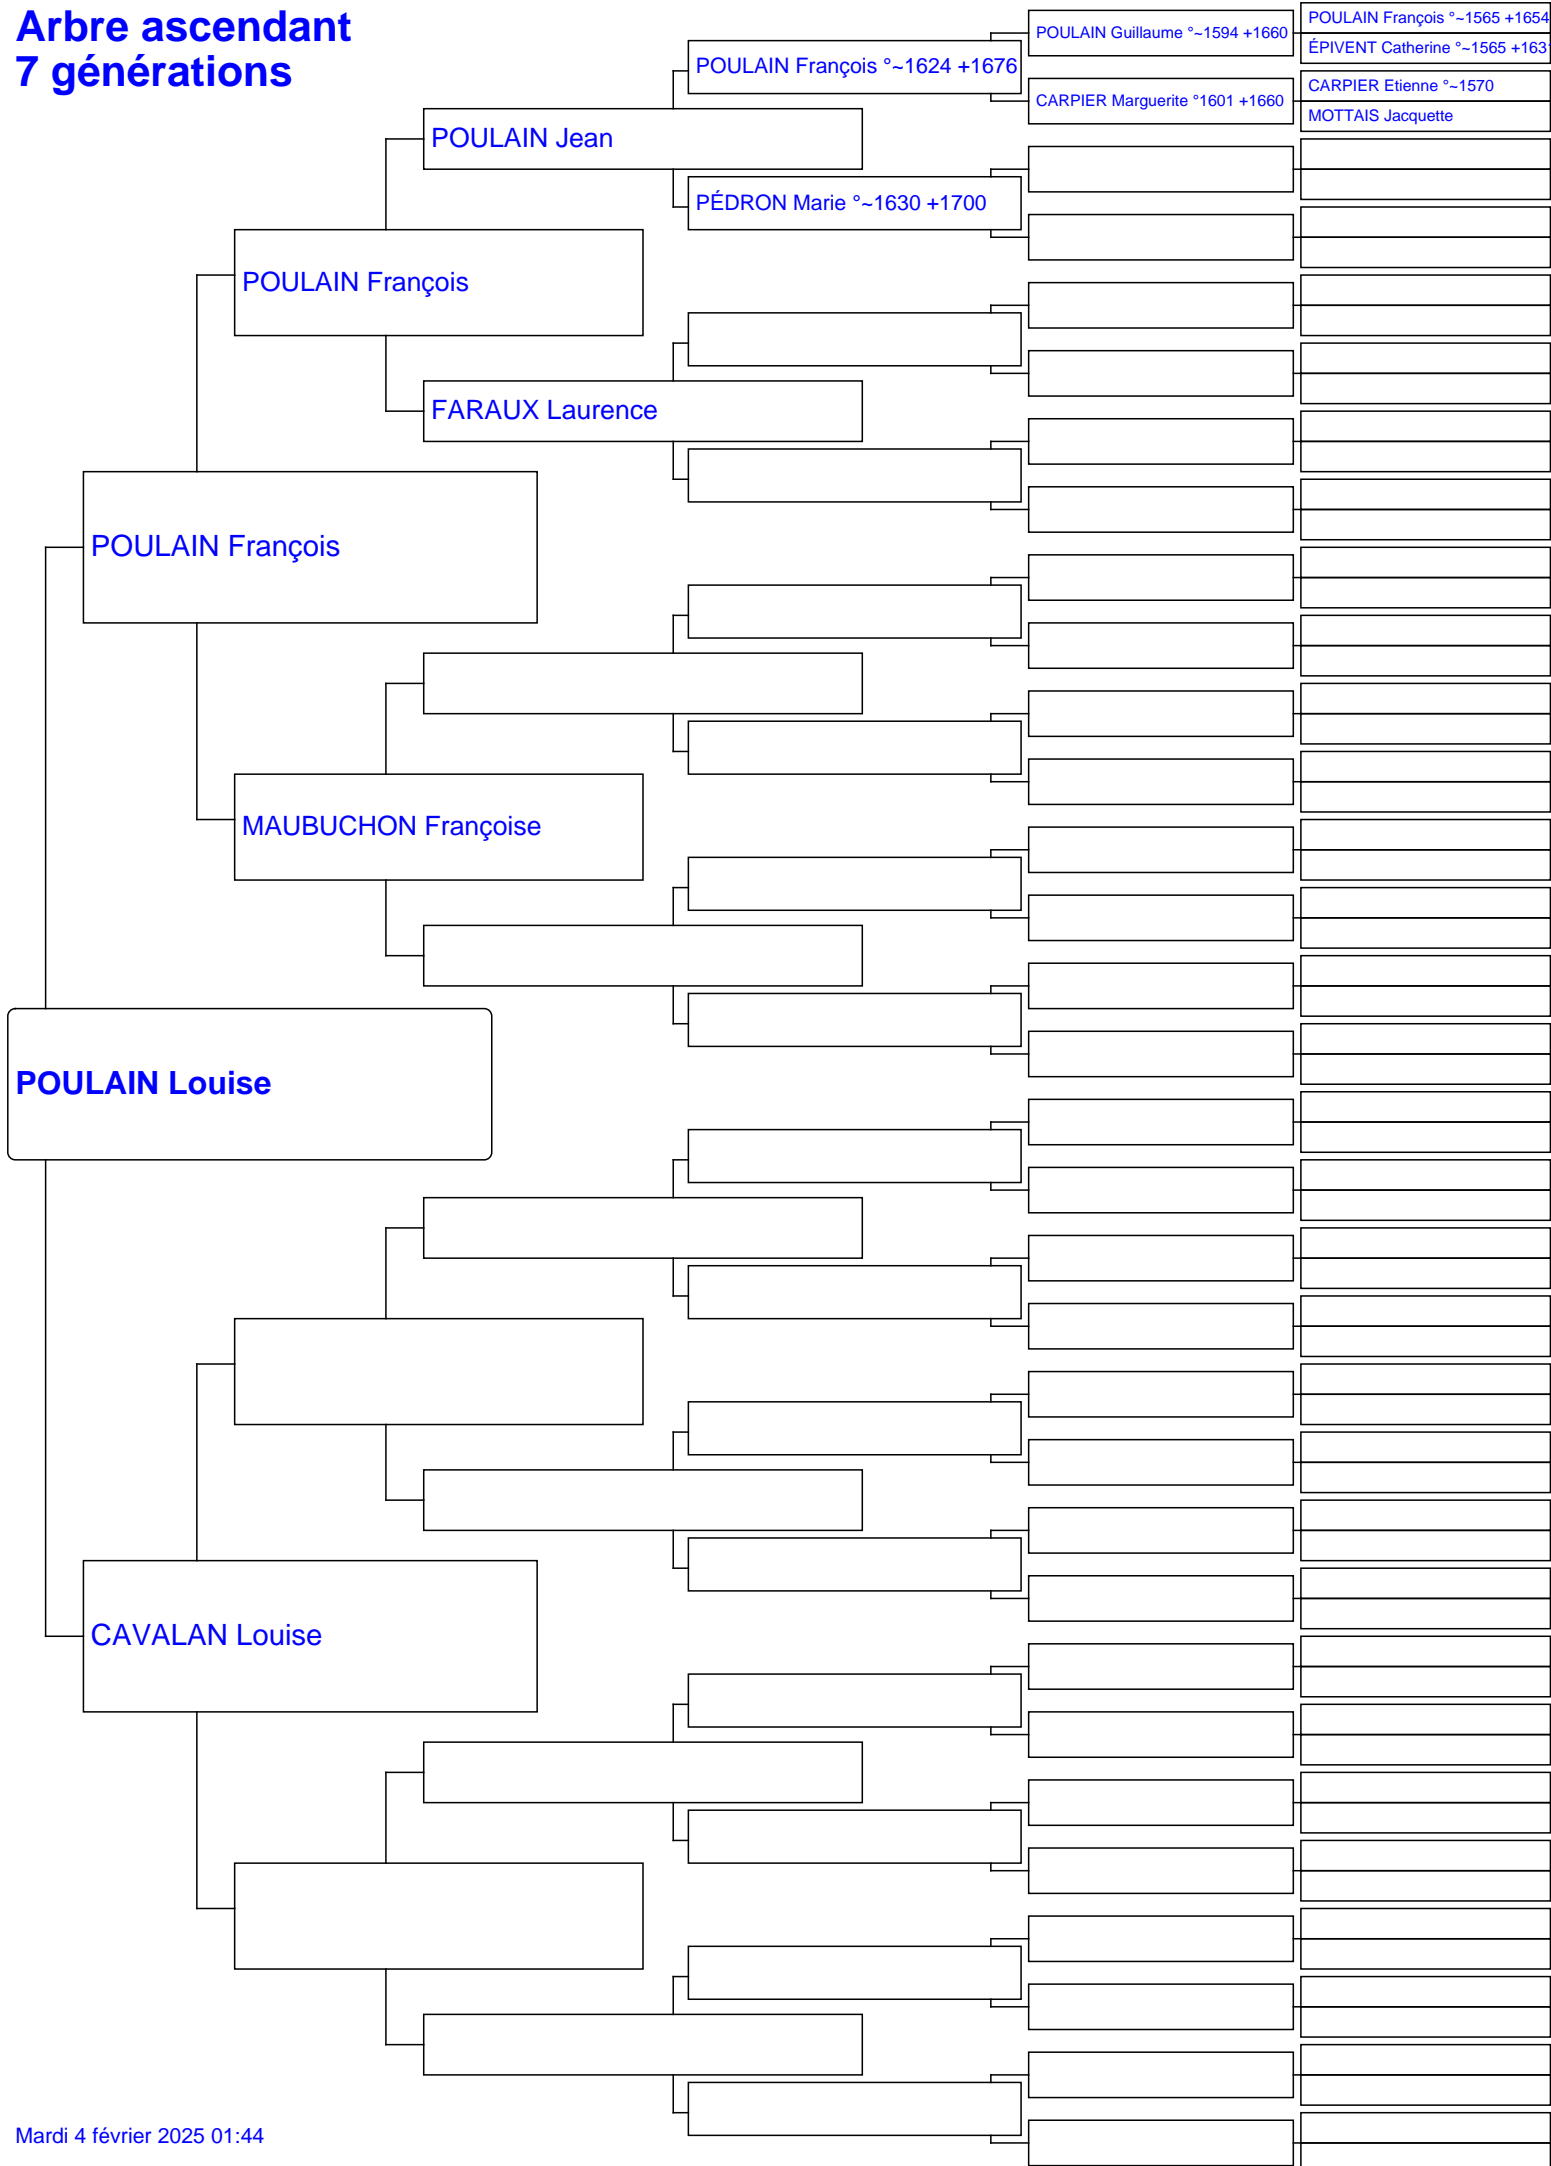 Arbre ascendant
7 générations
POULAIN Guillaume °~1594 +1660
POULAIN François °~1565 +1654
ÉPIVENT Catherine °~1565
POULAIN François °~1624 +1676
CARPIER Marguerite °1601 +1660
CARPIER Etienne °~1570
MOTTAIS Jacquette
POULAIN Jean
PÉDRON Marie °~1630 +1700
POULAIN François
FARAUX Laurence
POULAIN François
MAUBUCHON Françoise
POULAIN Louise
CAVALAN Louise
Mardi 4 février 2025 01:44